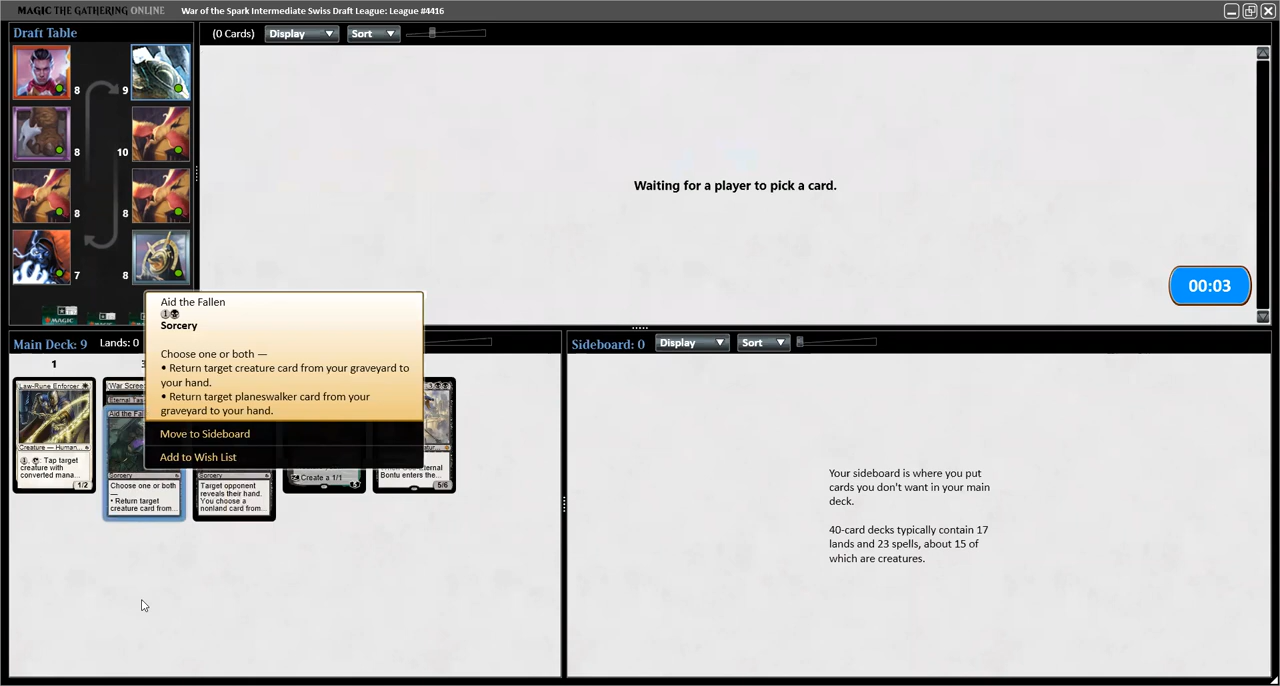 MAGIC THE GATHERING ONLINE
War of the Spark Intermediate Swiss Draft League: League #4416
Draft Table
(0 Cards)
Display
Sort
8
9
8
10
8
8
7
8
Waiting for a player to pick a card.
00:03
MAGIC
Main Deck: 9
Lands: 0
Sideboard: 0
Display
Sort
1
Law-Rune Enforcer
Creature — Human...
1, : Tap target
creature with
converted mana...
1/2
War Scree
Eternal Tas
Aid the Fal
Sorcery
Choose one or both
—
• Return target
creature card from...
Sorcery
Target opponent
reveals their hand.
You choose a
nonland card from...
Create a 1/1
Bontu enters the...
5/6
Aid the Fallen
1
Sorcery
Choose one or both —
• Return target creature card from your graveyard to
your hand.
• Return target planeswalker card from your
graveyard to your hand.
Move to Sideboard
Add to Wish List
Your sideboard is where you put
cards you don't want in your main
deck.
40-card decks typically contain 17
lands and 23 spells, about 15 of
which are creatures.